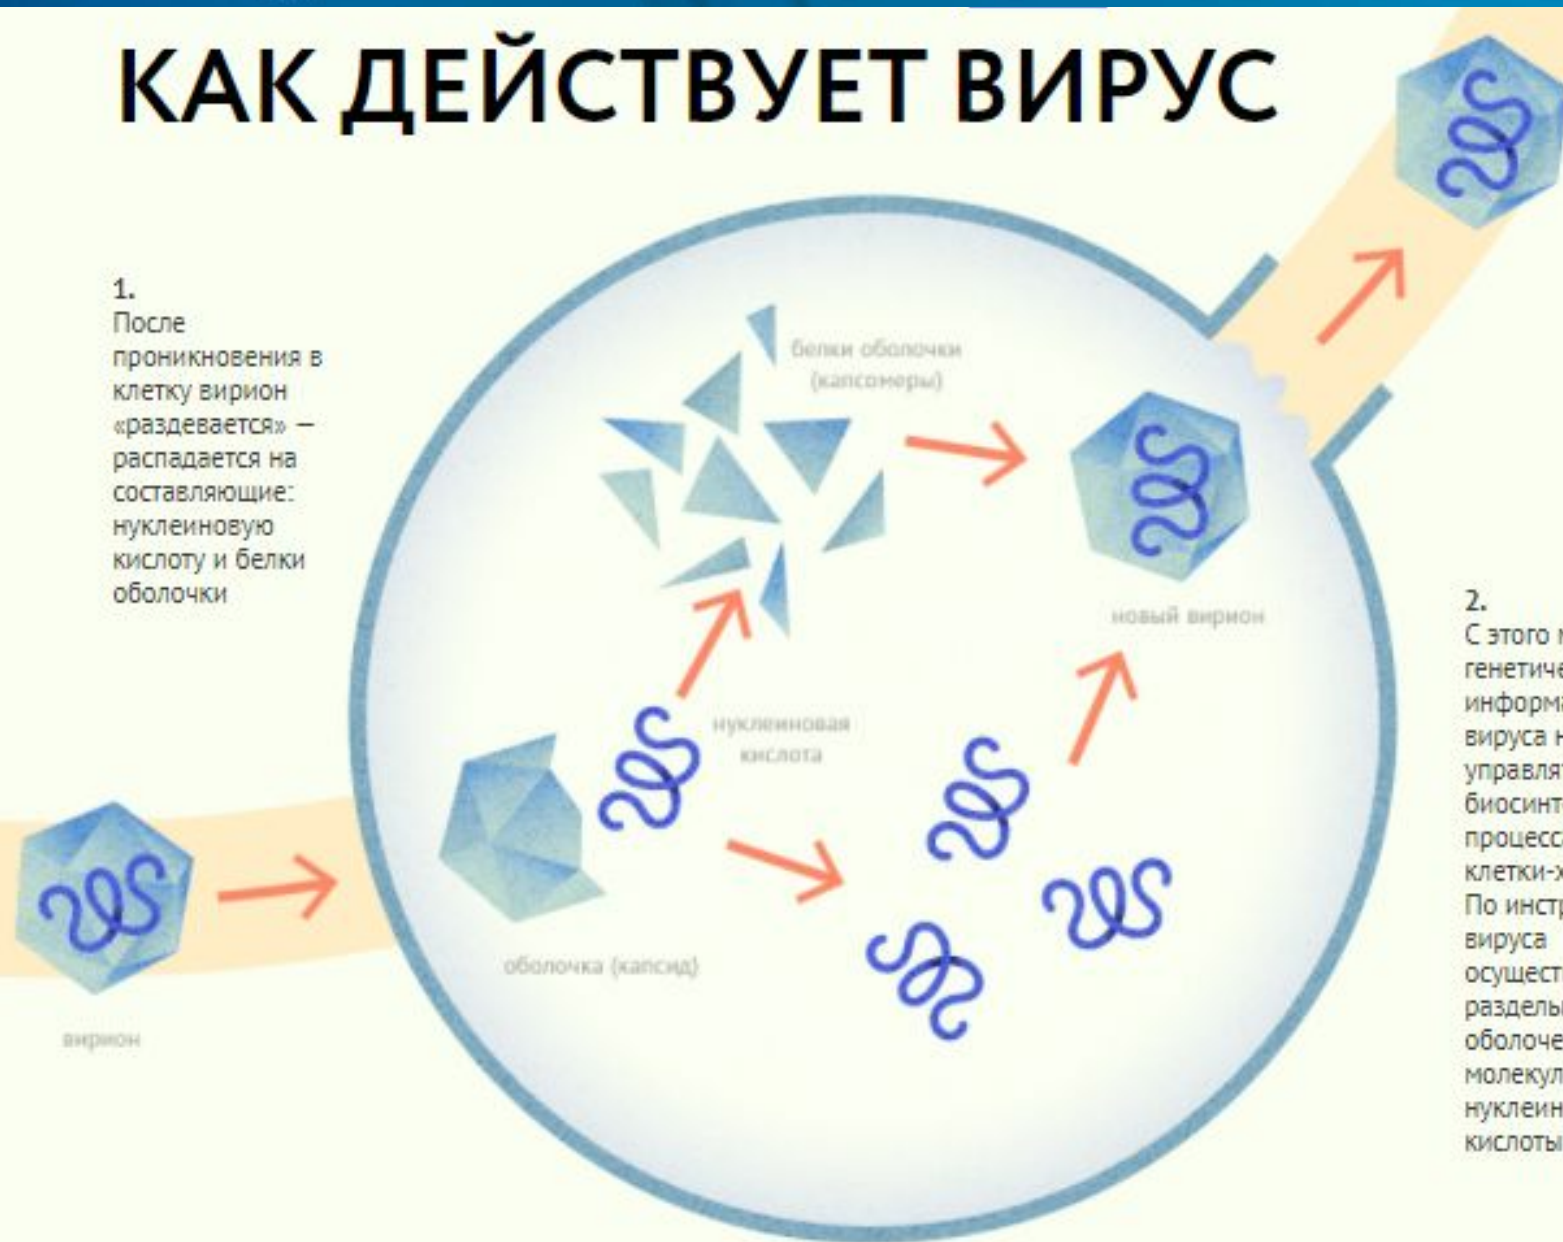 КАК ДЕЙСТВУЕТ ВИРУС
1.
После
проникновения в
клетку вирион
«раздевается» —
распадается на
составляющие:
нуклеиновую
кислоту и белки
оболочки
белки оболочки
(капсомеры)
новый вирион
нуклеиновая
кислота
оболочка (капсид)
вирион
2.
С этого
генетиче
информа
вируса
управля
биосинт
процесс
клетки-х
По инстр
вируса
осущест
раздель
оболоче
молекул
нуклеин
кислоты